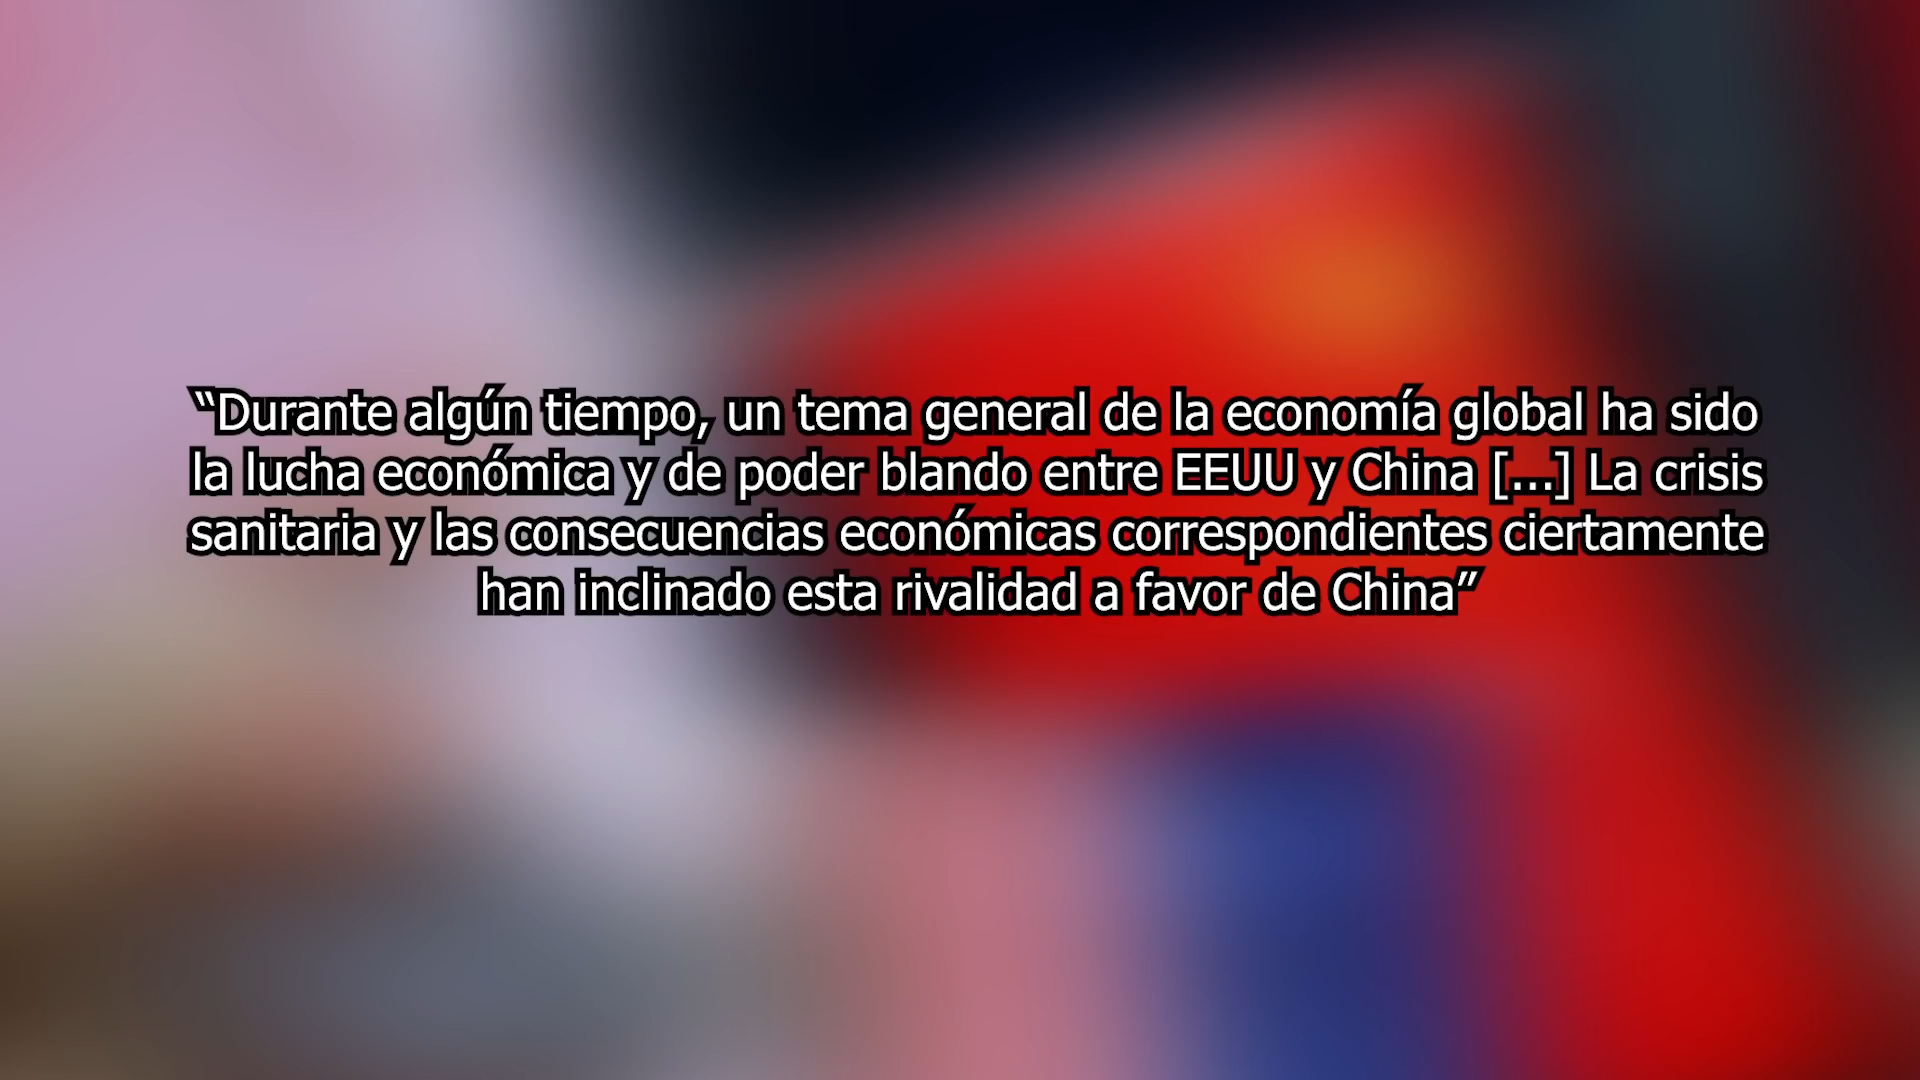 “Durante algún tiempo, un tema general de la economía global ha sido
la lucha económica y de poder blando entre EEUU y China [...] La crisis
sanitaria y las consecuencias económicas correspondientes ciertamente
han inclinado esta rivalidad a favor de China”